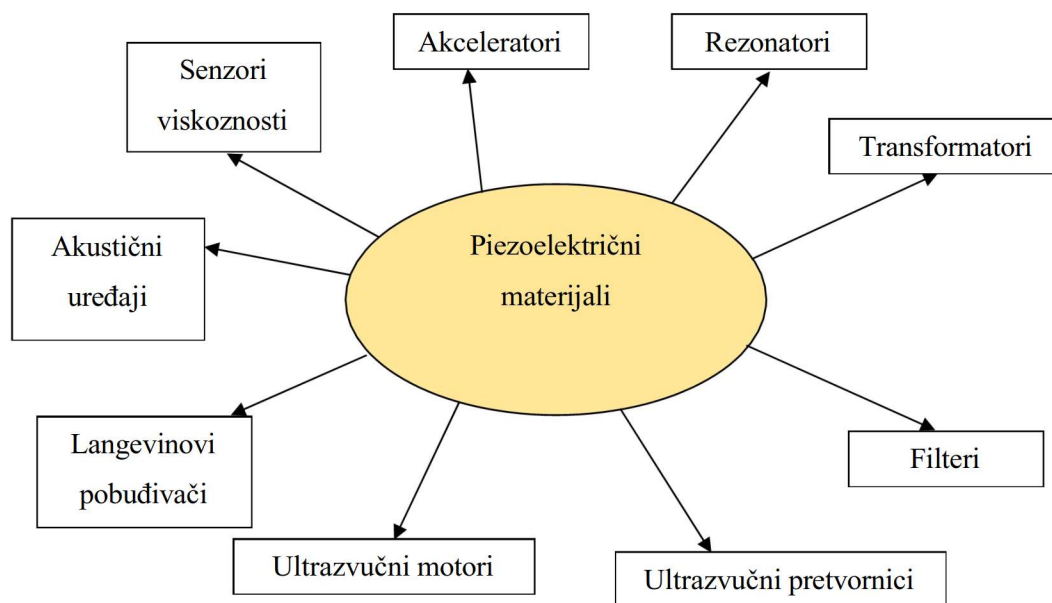 Akceleratori
Rezonatori
Senzori
viskoznosti
Transformatori
Akustični
uređaji
Piezoelektrični
materijali
Langevinovi
pobuđivači
Filteri
Ultrazvučni motori
Ultrazvučni pretvornici